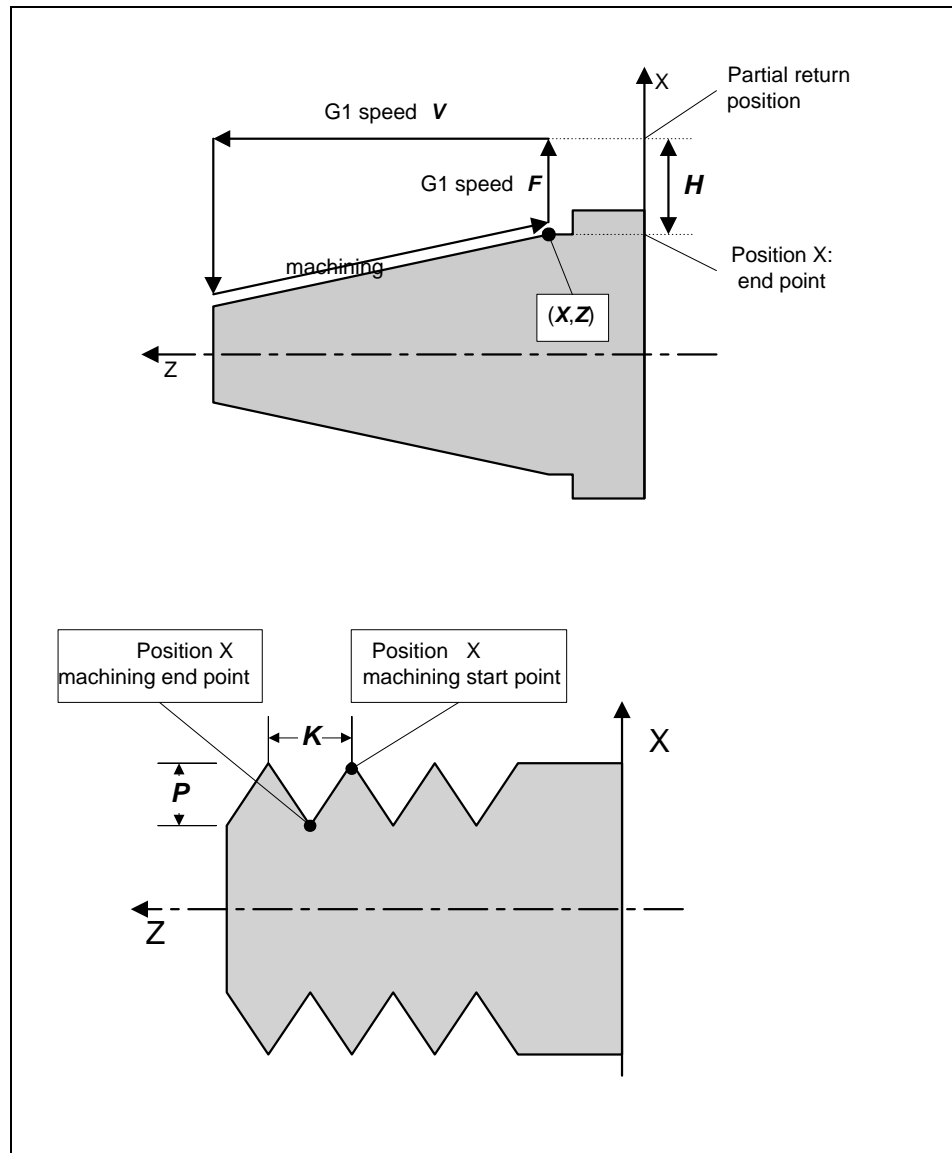 X
Partial return
position
G1 speed V
G1 speed F
H
machining
Position X:
end point
(X,Z)
Z
Position X
machining end point
Position X
machining start point
K
X
P
Z